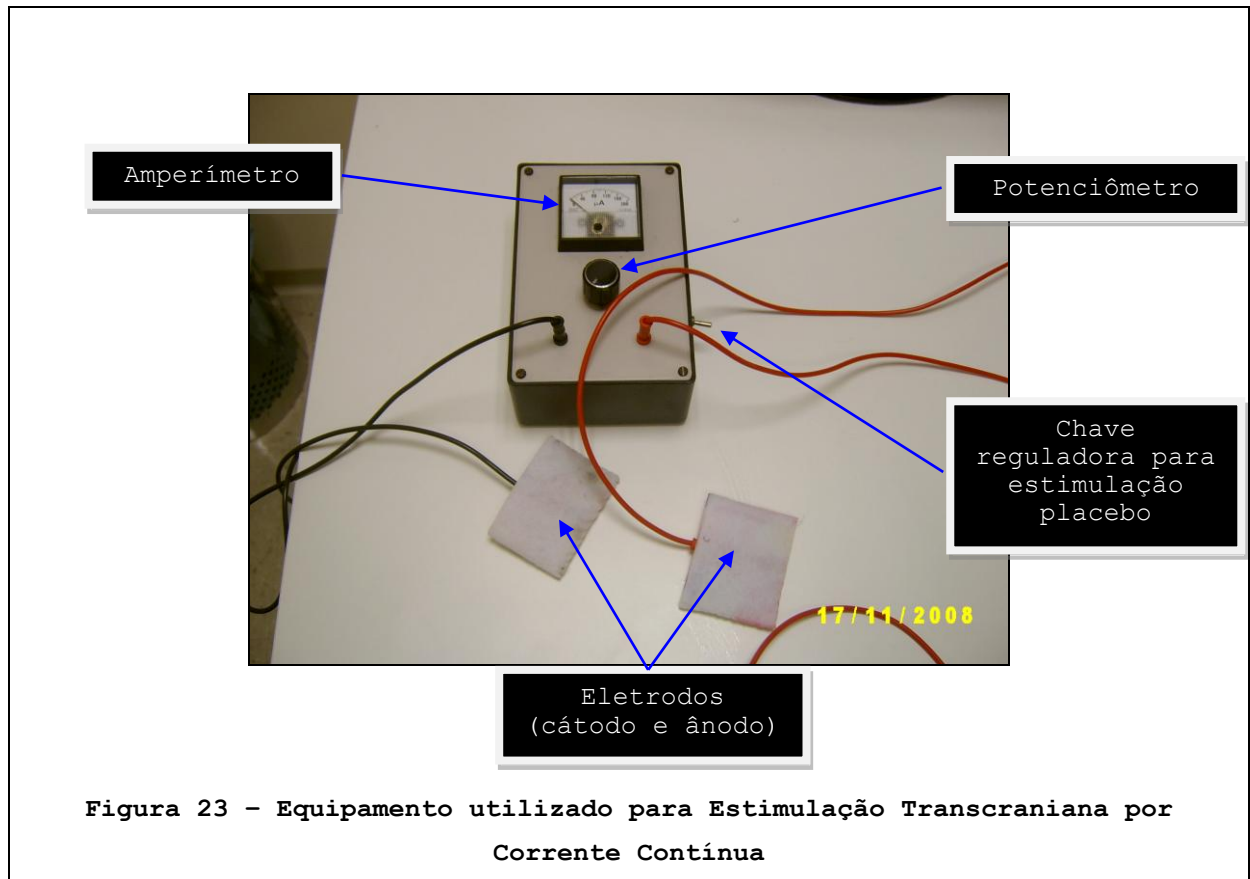 Amperímetro
Potenciômetro
µA
Chave
reguladora para
estimulação
placebo
17/11/2008
Eletrodos
(cátodo e ânodo)
Figura 23 – Equipamento utilizado para Estimulação Transcraniana por
Corrente Contínua